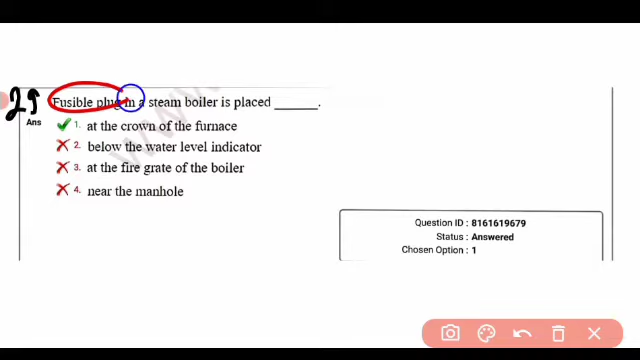 29
Fusible plug in a steam boiler is placed ______.
Ans
1. at the crown of the furnace
2. below the water level indicator
3. at the fire grate of the boiler
4. near the manhole
Question ID : 8161619679
Status : Answered
Chosen Option : 1